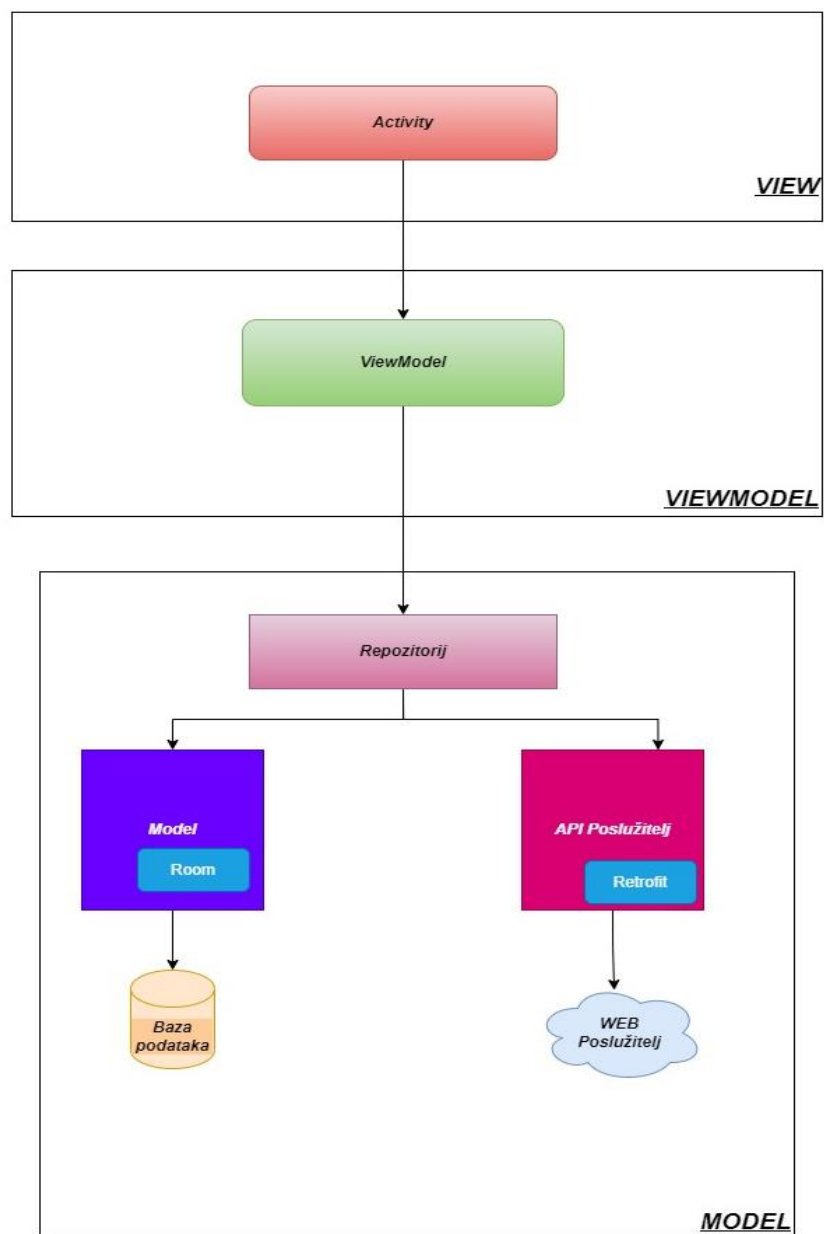 Activity
VIEW
ViewModel
VIEWMODEL
Repozitorij
Model
Room
API Poslužitelj
Retrofit
Baza
podataka
WEB
Poslužitelj
MODEL